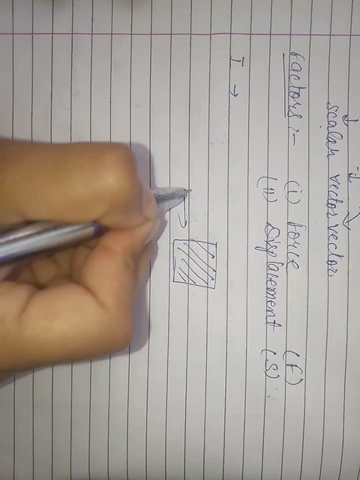 scalar vector vector
factors :- (i) force (F)
(ii) Displacement (S) :
I →